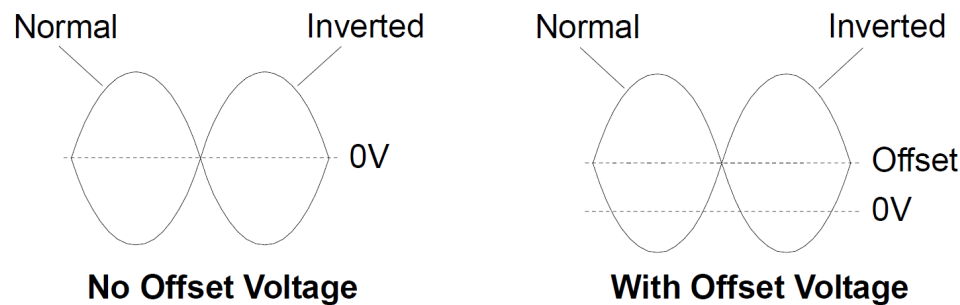 Normal
Inverted
0V
No Offset Voltage
Normal
Inverted
Offset
0V
With Offset Voltage